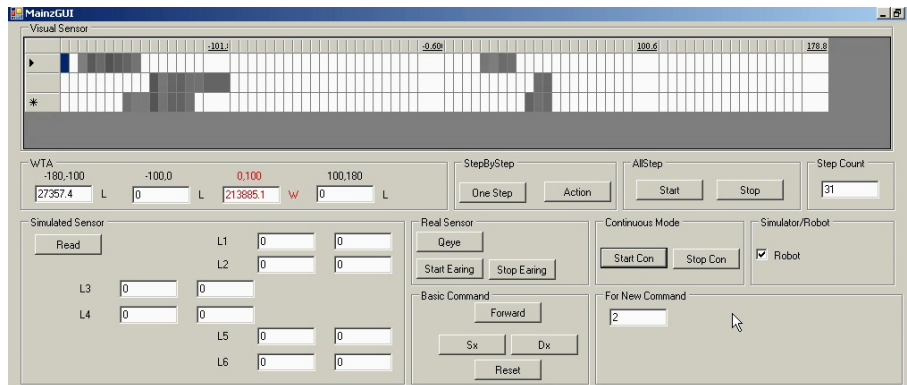 MainzGUI
Visual Sensor
-101.: -0.60 100.6 178.8
WTA StepByStep AllStep Step Count
-180,-100 -100,0 0,100 100,180
27357.4 L 0 L 213885.1 W 0 L One Step Action Start Stop 31
Simulated Sensor Real Sensor Continuous Mode Simulator/Robot
Read L1 0 0 Qeye
L2 0 0 Start Earing Stop Earing Start Con Stop Con Robot
L3 0 0 Basic Command For New Command
L4 0 0 Forward 2
L5 0 0 Sx Dx
L6 0 0 Reset